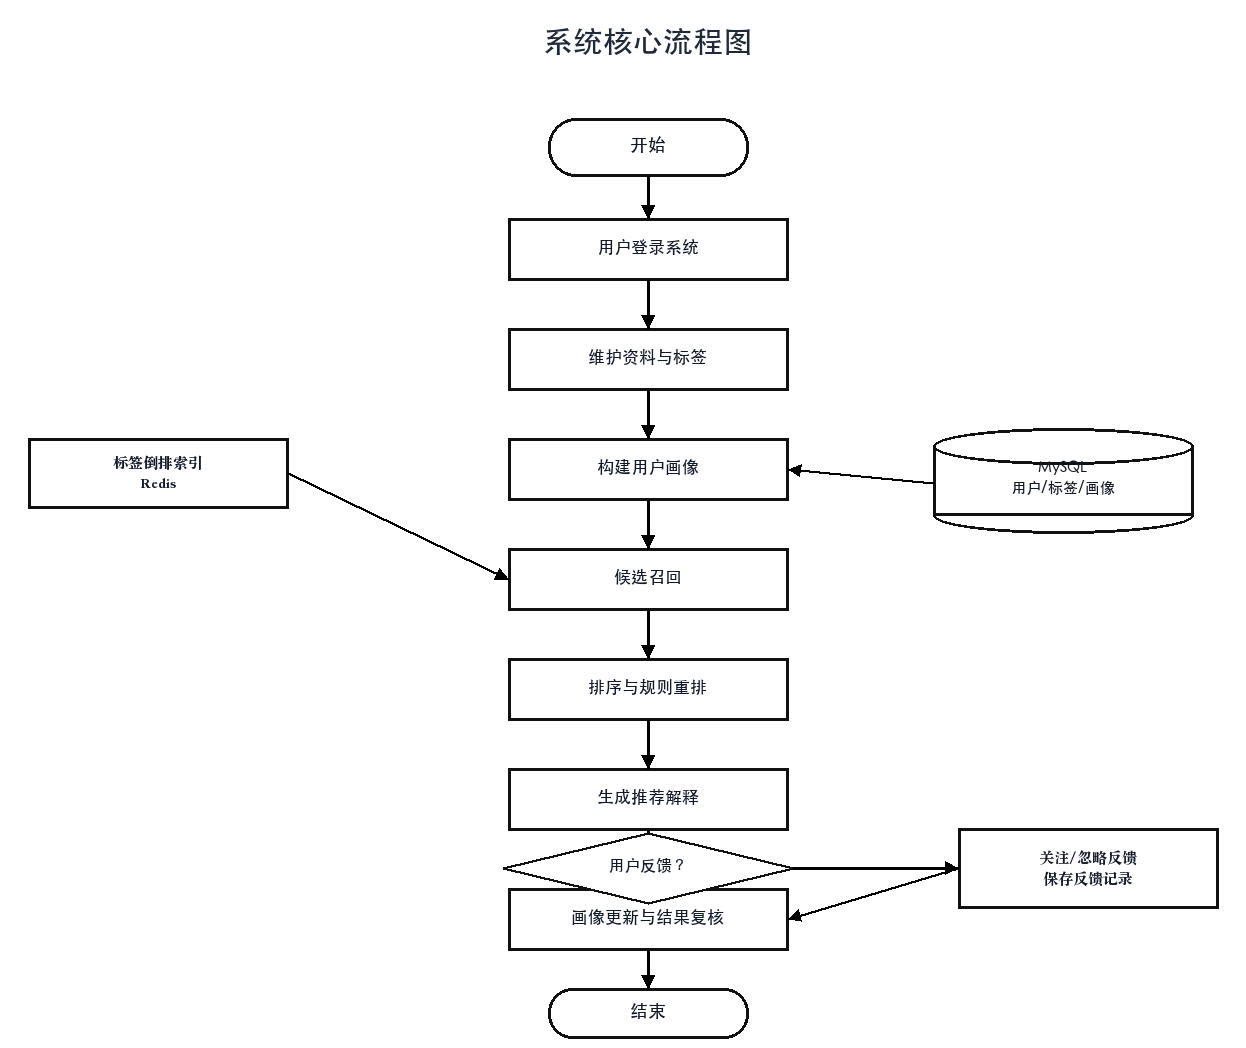 系统核心流程图
开始
用户登录系统
维护资料与标签
构建用户画像
标签倒排索引
Redis
MySQL
用户/标签/画像
候选召回
排序与规则重排
生成推荐解释
用户反馈？
关注/忽略反馈
保存反馈记录
画像更新与结果复核
结束